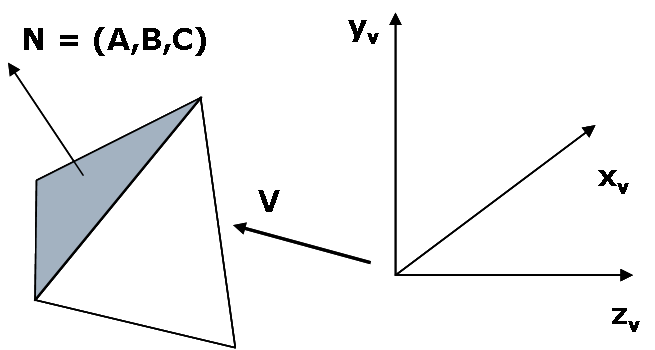 N = (A,B,C)
yv
V
xv
zv